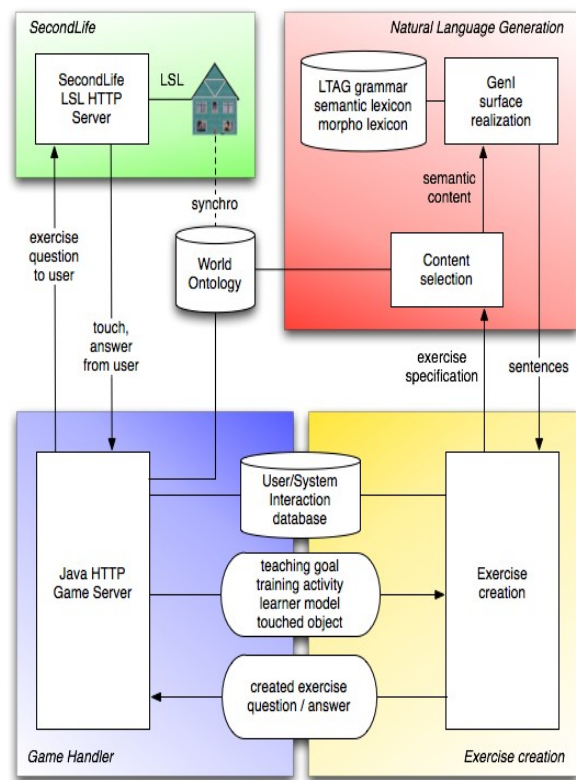 SecondLife
SecondLife
LSL HTTP
Server
LSL
synchro
exercise
question
to user
touch,
answer
from user
World
Ontology
Natural Language Generation
LTAG grammar
semantic lexicon
morpho lexicon
GenI
surface
realization
semantic
content
Content
selection
exercise
specification
sentences
Java HTTP
Game Server
User/System
Interaction
database
teaching goal
training activity
learner model
touched object
created exercise
question / answer
Exercise
creation
Game Handler
Exercise creation